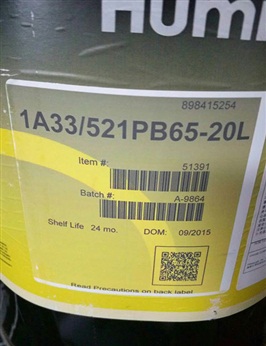 898415254
1A33/521PB65-20L
Item #: 51391
Batch #: A-9864
Shelf Life 24 mo. DOM: 09/2015
Read Precautions on back label